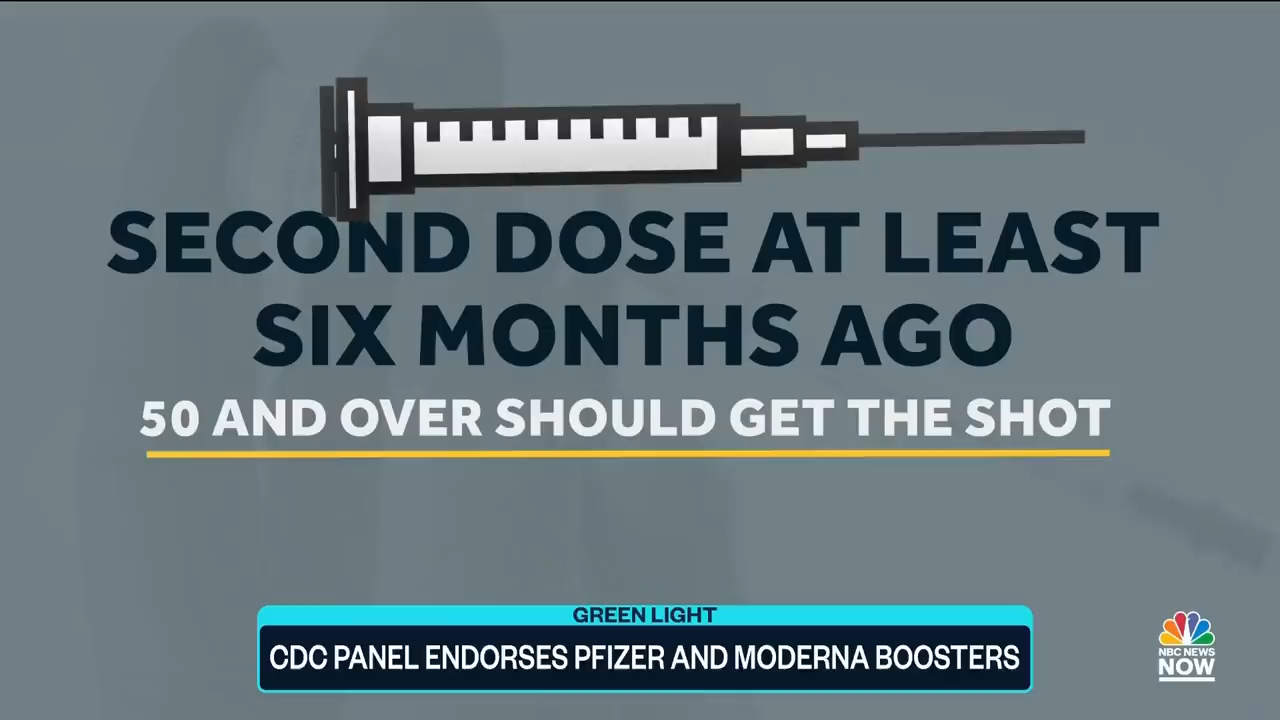 SECOND DOSE AT LEAST
SIX MONTHS AGO
50 AND OVER SHOULD GET THE SHOT
GREEN LIGHT
CDC PANEL ENDORSES PFIZER AND MODERNA BOOSTERS
NBC NEWS
NOW